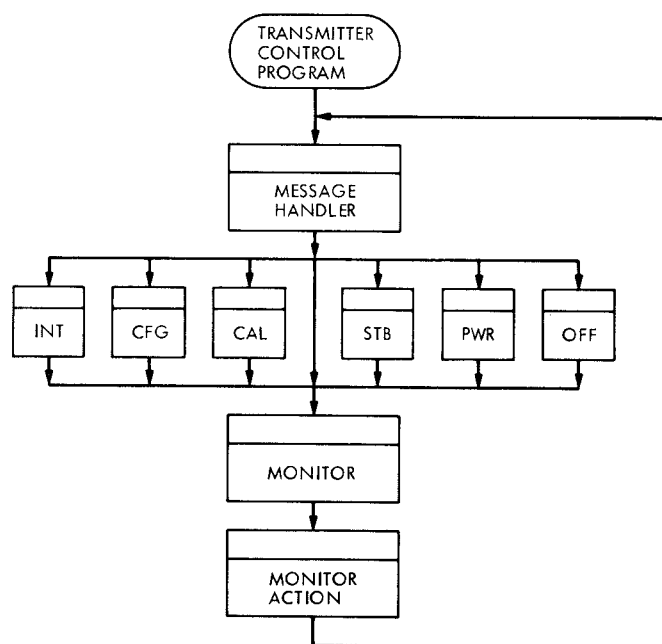 TRANSMITTER
CONTROL
PROGRAM
MESSAGE
HANDLER
INT
CFG
CAL
STB
PWR
OFF
MONITOR
MONITOR
ACTION